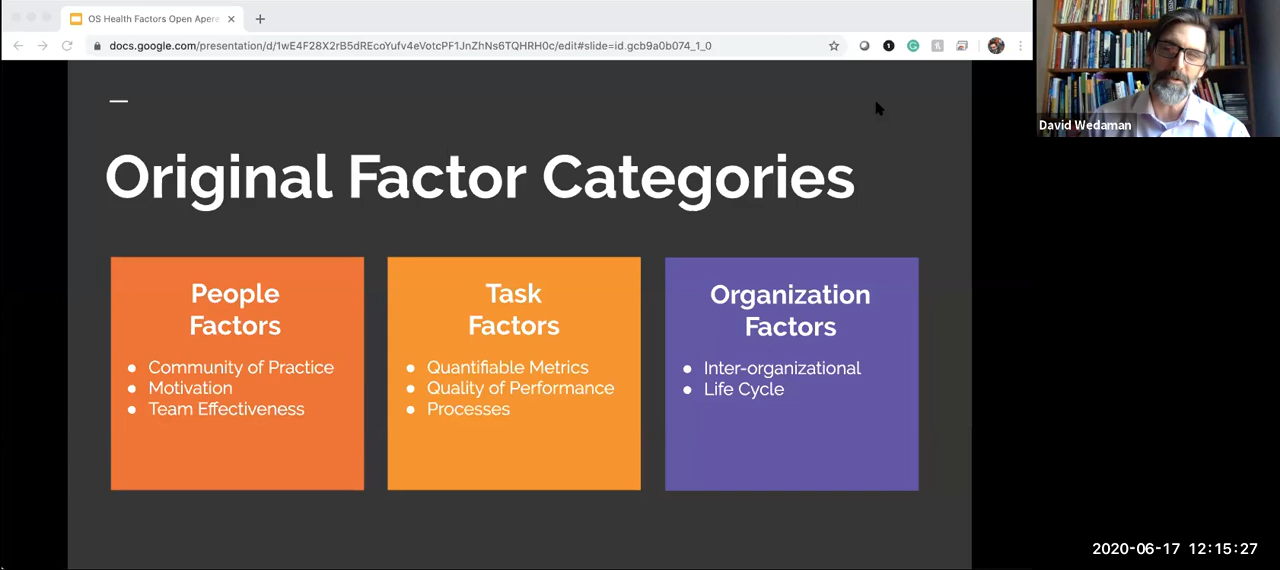 OS Health Factors Open Apere
docs.google.com/presentation/d/1wE4F28X2rB5dREcoYufv4eVotcPF1JnZhNs6TQHRH0c/edit#slide=id.gcb9a0b074_1_0
David Wedaman
Original Factor Categories
People
Factors
Community of Practice
Motivation
Team Effectiveness
Task
Factors
Quantifiable Metrics
Quality of Performance
Processes
Organization
Factors
Inter-organizational
Life Cycle
2020-06-17 12:15:27